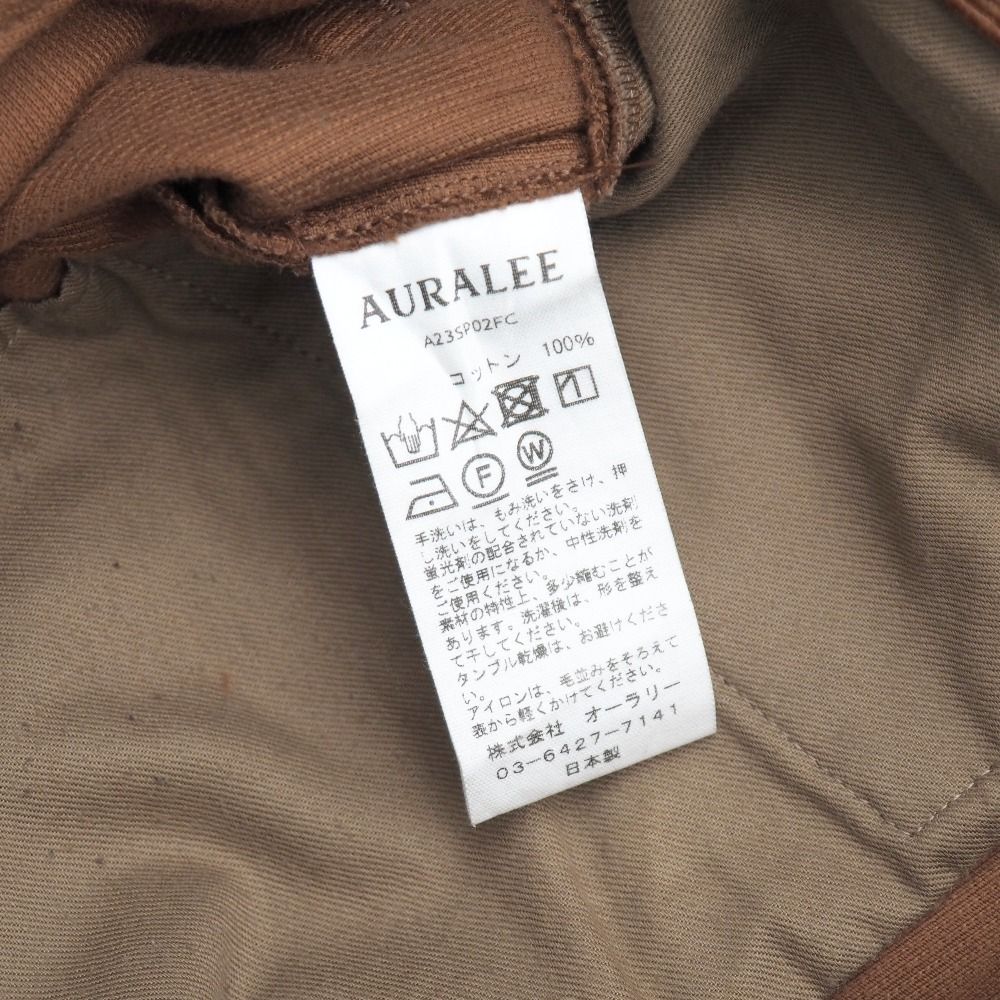 AURALEE
A23SP02FC
コットン 100%
F W
手洗いは、もみ洗いをさけ、押
し洗いをしてください。
蛍光剤の配合されていない洗剤
をご使用になるか、中性洗剤を
ご使用ください。
素材の特性上、多少縮むことが
あります。洗濯後は、形を整え
て干してください。
タンブル乾燥は、お避けくださ
い。
アイロンは、毛並みをそろえて
裏から軽くかけてください。
株式会社 オーラリー
03-6427-7141
日本製